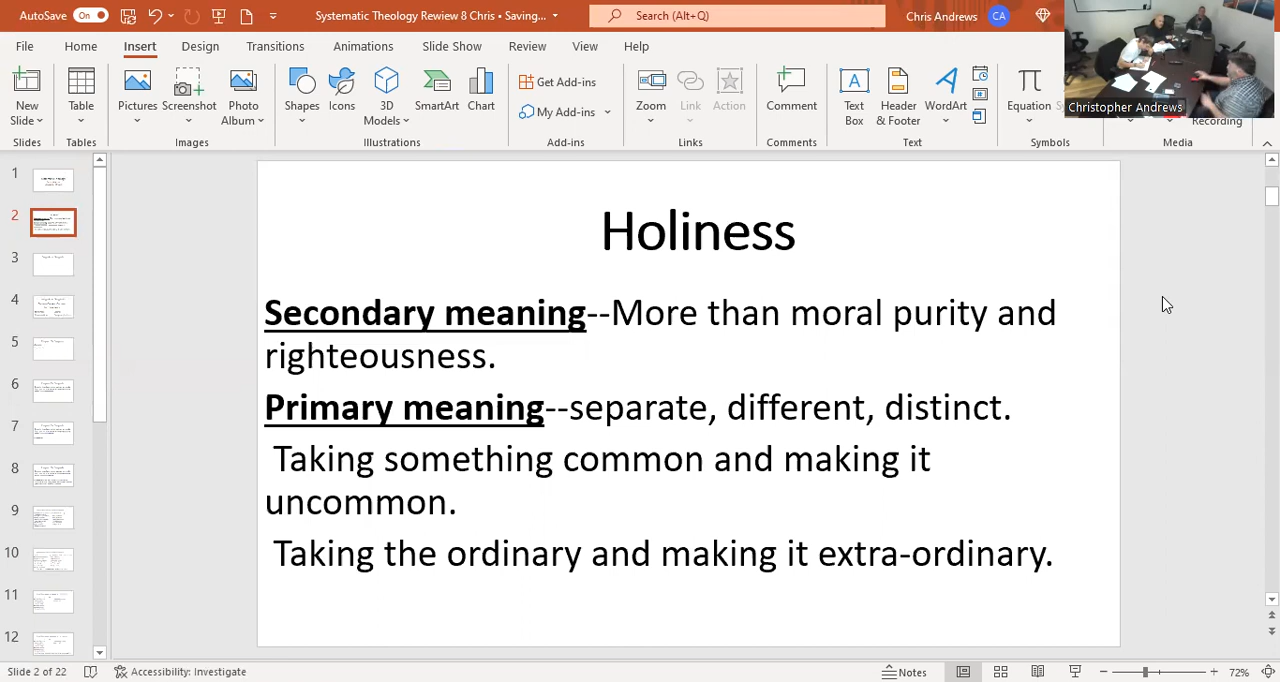 AutoSave On Systematic Theology Rewiew 8 Chris • Saving... Search (Alt+Q) Chris Andrews CA
File Home Insert Design Transitions Animations Slide Show Review View Help
New Slide Table Pictures Screenshot Photo Album Shapes Icons 3D Models SmartArt Chart Get Add-ins My Add-ins Zoom Link Action Comment Text Box Header & Footer WordArt Equation Recording
Slides Tables Images Illustrations Add-ins Links Comments Text Symbols Media
Christopher Andrews
Holiness
Secondary meaning--More than moral purity and
righteousness.
Primary meaning--separate, different, distinct.
Taking something common and making it
uncommon.
Taking the ordinary and making it extra-ordinary.
1
2
3
4
5
6
7
8
9
10
11
12
Slide 2 of 22 Accessibility: Investigate Notes 72%